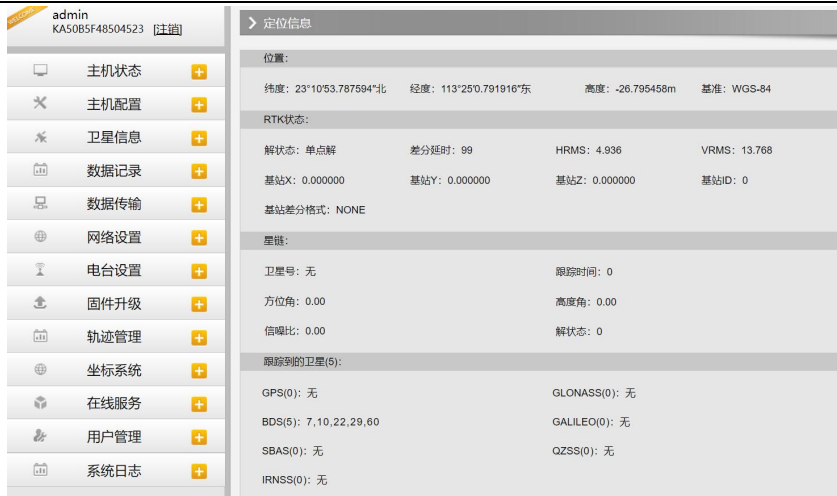 WELCOME
admin
KA50B5F48504523 [注销]
主机状态
主机配置
卫星信息
数据记录
数据传输
网络设置
电台设置
固件升级
轨迹管理
坐标系统
在线服务
用户管理
系统日志
定位信息
位置:
纬度: 23°10′53.787594″北 经度: 113°25′0.791916″东 高度: -26.795458m 基准: WGS-84
RTK状态:
解状态: 单点解 差分延时: 99 HRMS: 4.936 VRMS: 13.768
基站X: 0.000000 基站Y: 0.000000 基站Z: 0.000000 基站ID: 0
基站差分格式: NONE
星链:
卫星号: 无 跟踪时间: 0
方位角: 0.00 高度角: 0.00
信噪比: 0.00 解状态: 0
跟踪到的卫星(5):
GPS(0): 无 GLONASS(0): 无
BDS(5): 7,10,22,29,60 GALILEO(0): 无
SBAS(0): 无 QZSS(0): 无
IRNSS(0): 无